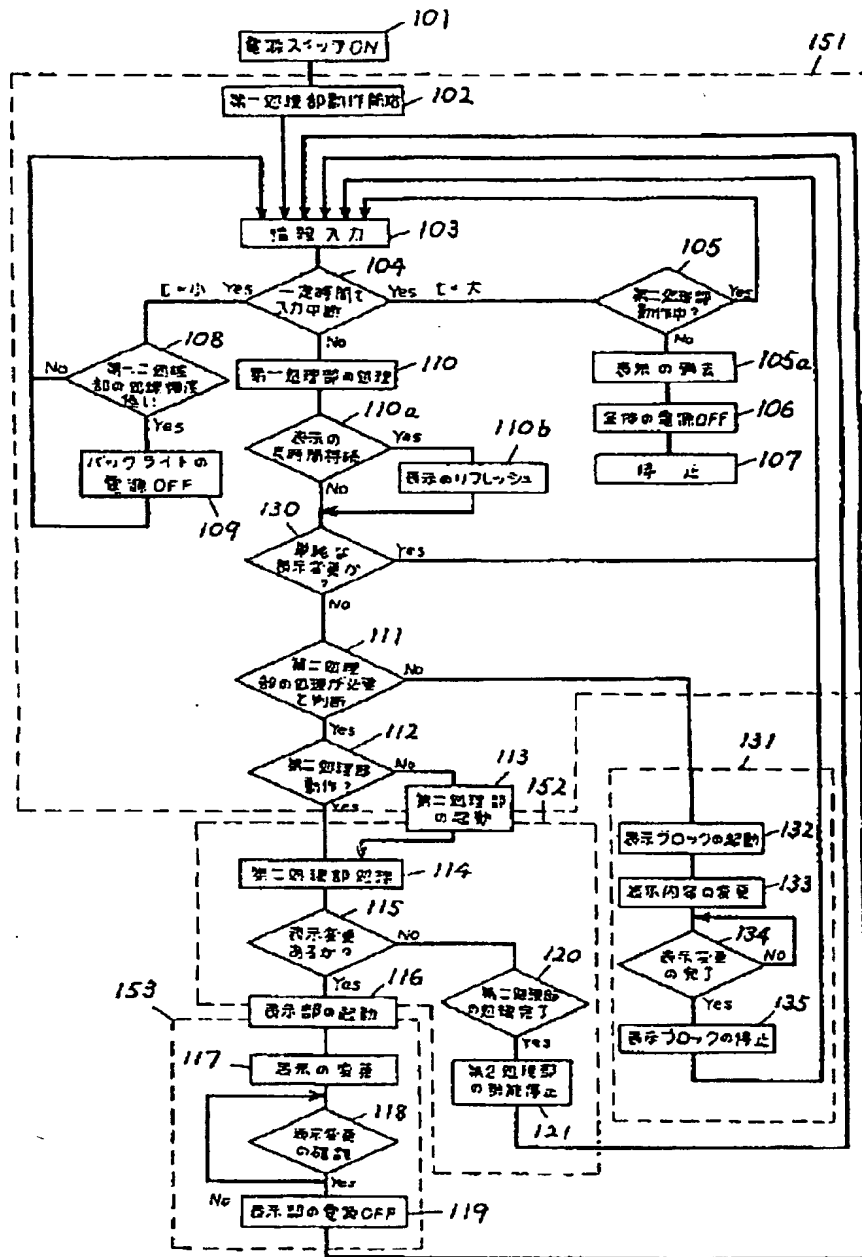 101
電源スイッチON
151
第一処理部動作開始
102
情報入力
103
104
t=小
Yes
一定時間t
入力中断
Yes
t=大
No
105
第二処理部
動作中?
Yes
No
表示の消去
105a
全体の電源OFF
106
停止
107
108
No
部の処理頻度
低い
Yes
バックライトの
電源OFF
109
第一処理部の処理
110
110a
表示の
長時間持続
Yes
No
110b
表示のリフレッシュ
130
単純な
表示変更か
?
Yes
No
111
第二処理
部の処理が必要
と判断
No
Yes
112
第二処理部
動作?
No
Yes
113
第二処理部
の起動
152
第二処理部処理
114
115
表示変更
あるか?
No
Yes
116
表示部の起動
153
117
表示の変更
118
表示変更
の確認
Yes
No
表示部の電源OFF
119
120
第二処理部
の処理完了
Yes
第2処理部
の機能停止
121
131
表示ブロックの起動
132
表示内容の変更
133
134
表示変更
の完了
No
Yes
135
表示ブロックの停止